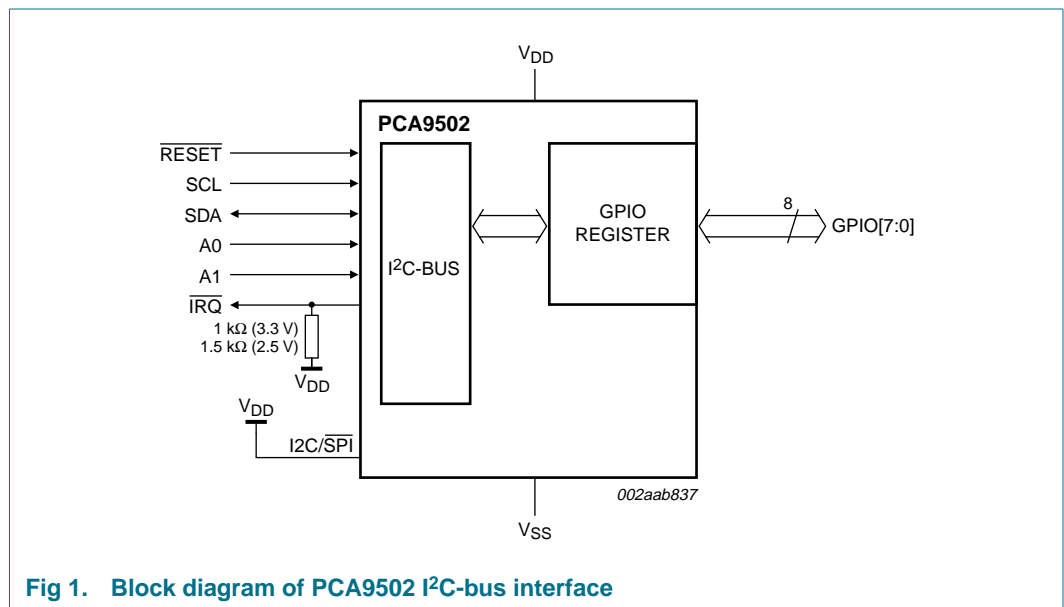 VDD
PCA9502
RESET
SCL
SDA
A0
A1
IRQ
1 kΩ (3.3 V)
1.5 kΩ (2.5 V)
VDD
VDD
I2C/SPI
I2C-BUS
GPIO
REGISTER
8
GPIO[7:0]
002aab837
VSS
Fig 1. Block diagram of PCA9502 I2C-bus interface